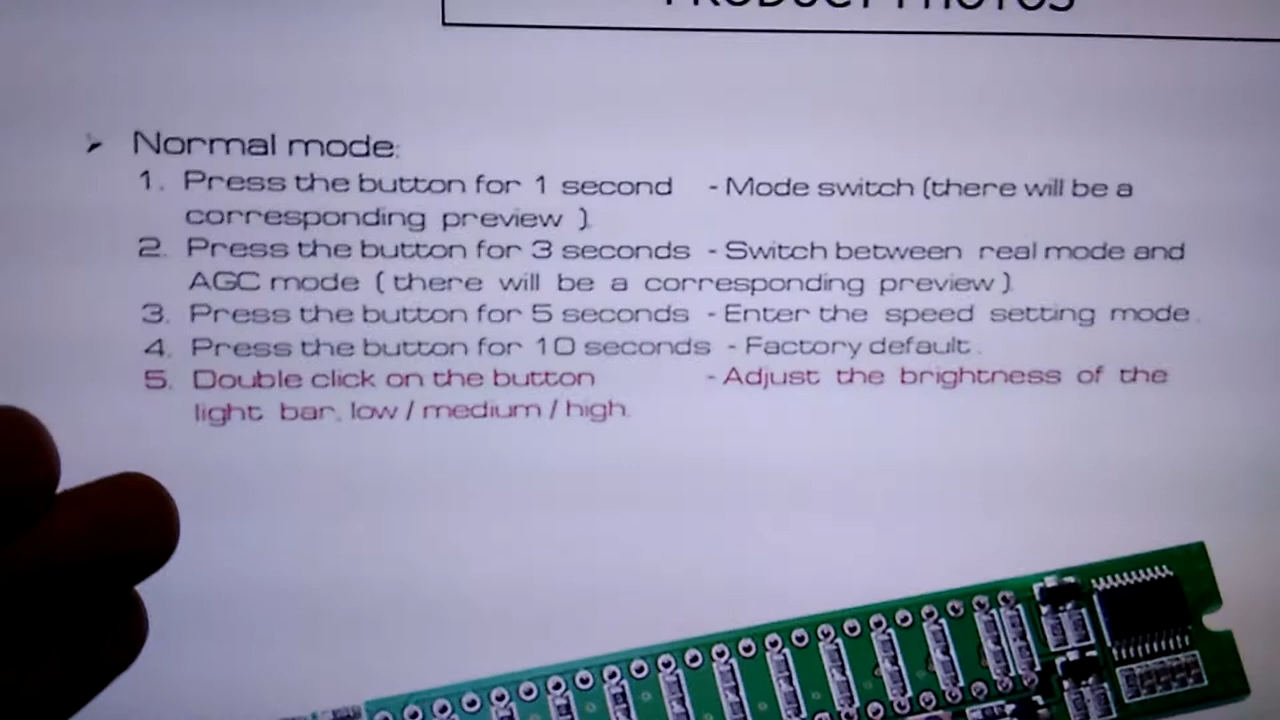 PRODUCT PHOTOS
➢ Normal mode:
1. Press the button for 1 second - Mode switch (there will be a
corresponding preview ).
2. Press the button for 3 seconds - Switch between real mode and
AGC mode ( there will be a corresponding preview ).
3. Press the button for 5 seconds - Enter the speed setting mode.
4. Press the button for 10 seconds - Factory default.
5. Double click on the button - Adjust the brightness of the
light bar, low / medium / high.